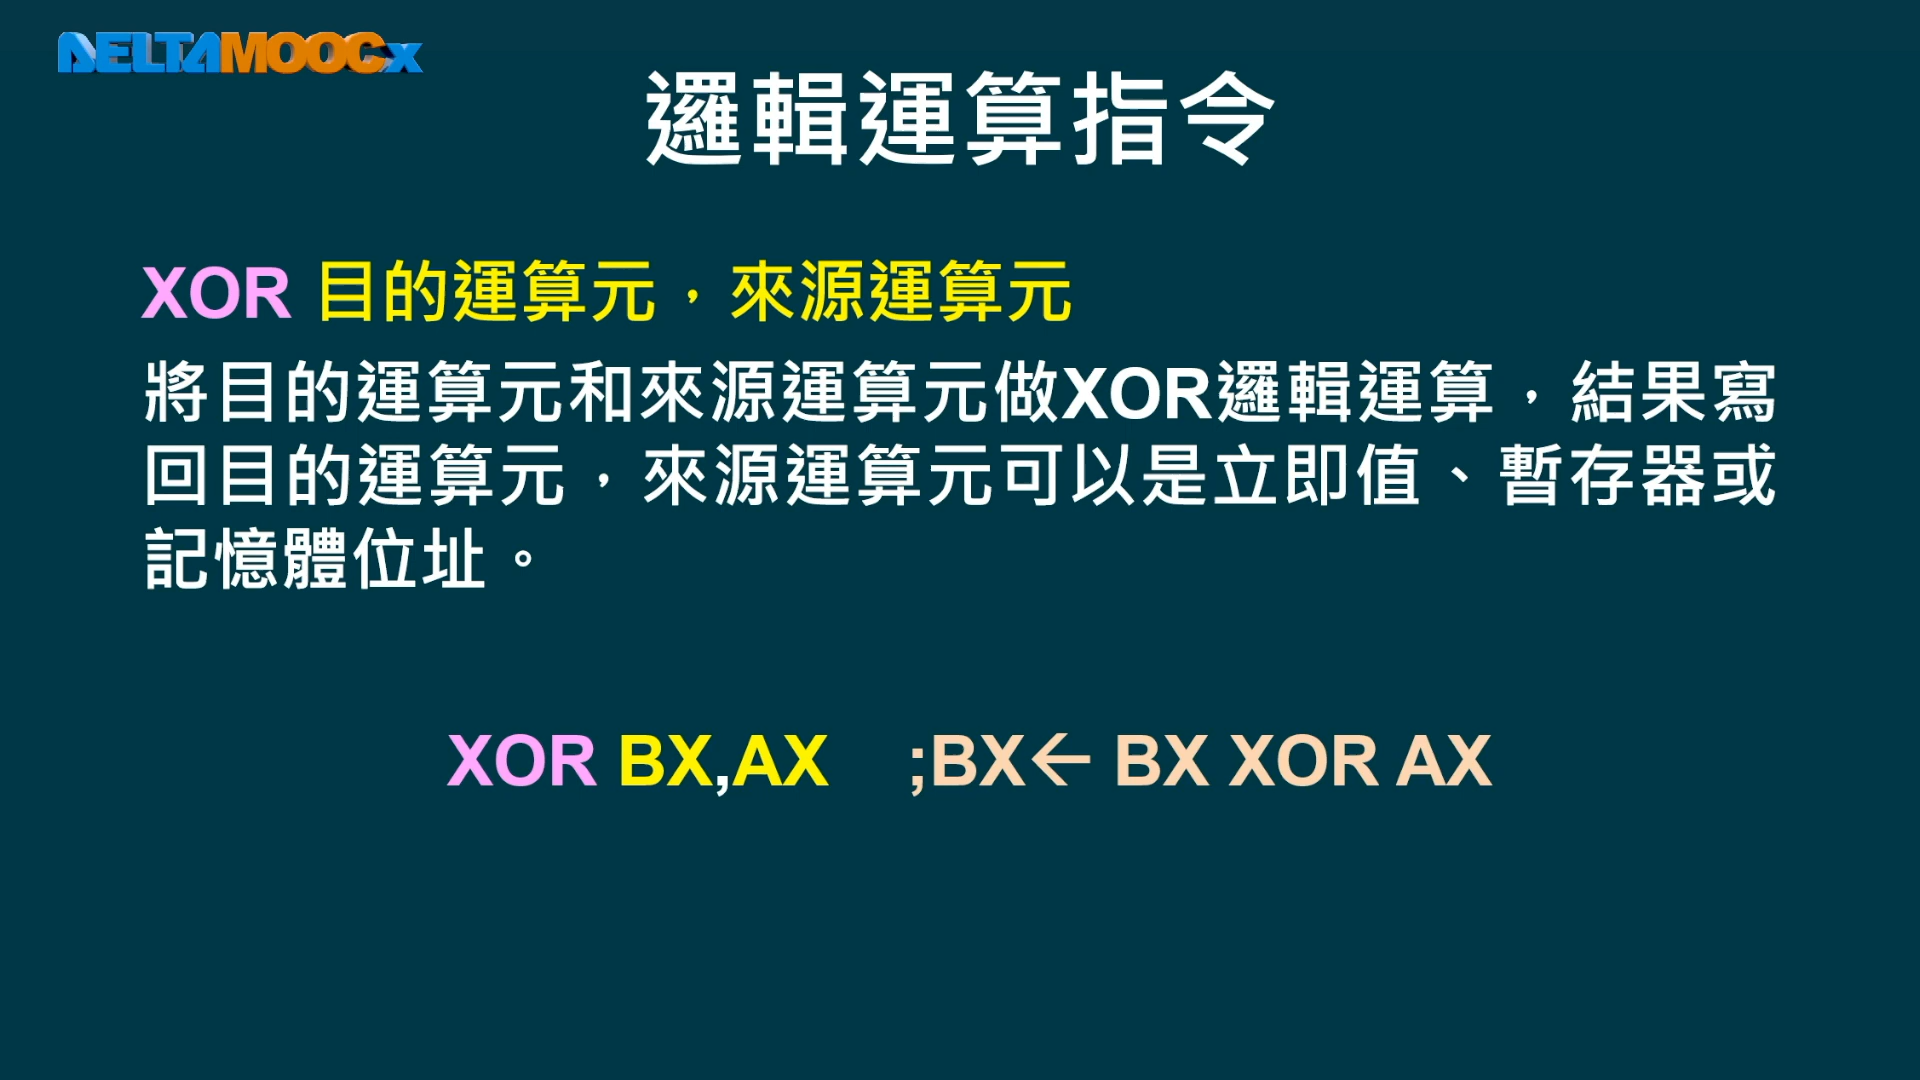 DELTAMOOCx
邏輯運算指令
XOR 目的運算元，來源運算元
將目的運算元和來源運算元做XOR邏輯運算，結果寫
回目的運算元，來源運算元可以是立即值、暫存器或
記憶體位址。
XOR BX,AX ;BX← BX XOR AX